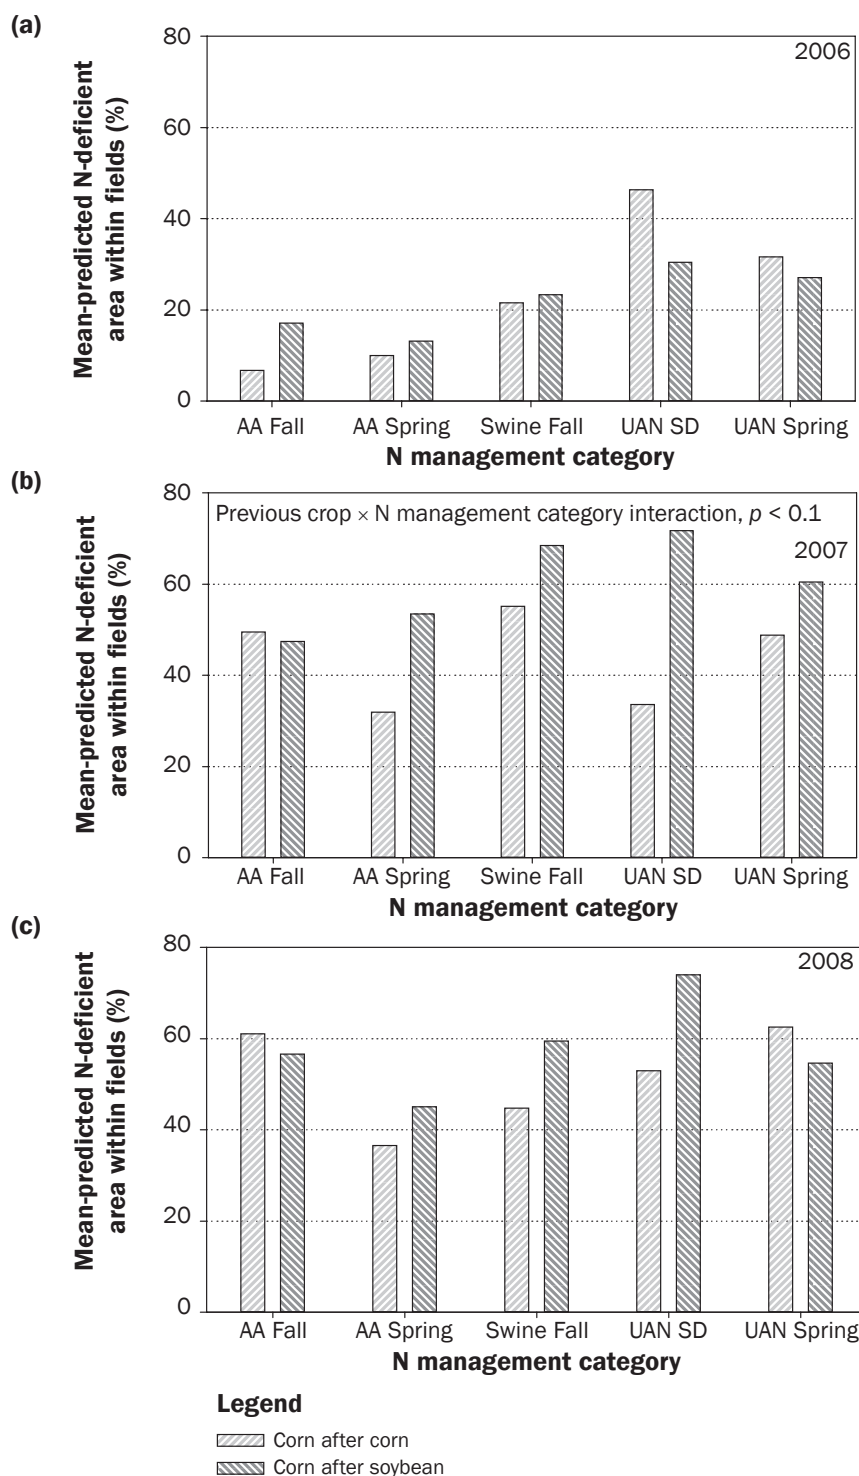 (a)
Mean-predicted N-deficient
area within fields (%)
80
60
40
20
0
2006
AA Fall AA Spring Swine Fall UAN SD UAN Spring
N management category
(b)
Mean-predicted N-deficient
area within fields (%)
80
60
40
20
0
Previous crop × N management category interaction, p < 0.1
2007
AA Fall AA Spring Swine Fall UAN SD UAN Spring
N management category
(c)
Mean-predicted N-deficient
area within fields (%)
80
60
40
20
0
2008
AA Fall AA Spring Swine Fall UAN SD UAN Spring
N management category
Legend
Corn after corn
Corn after soybean